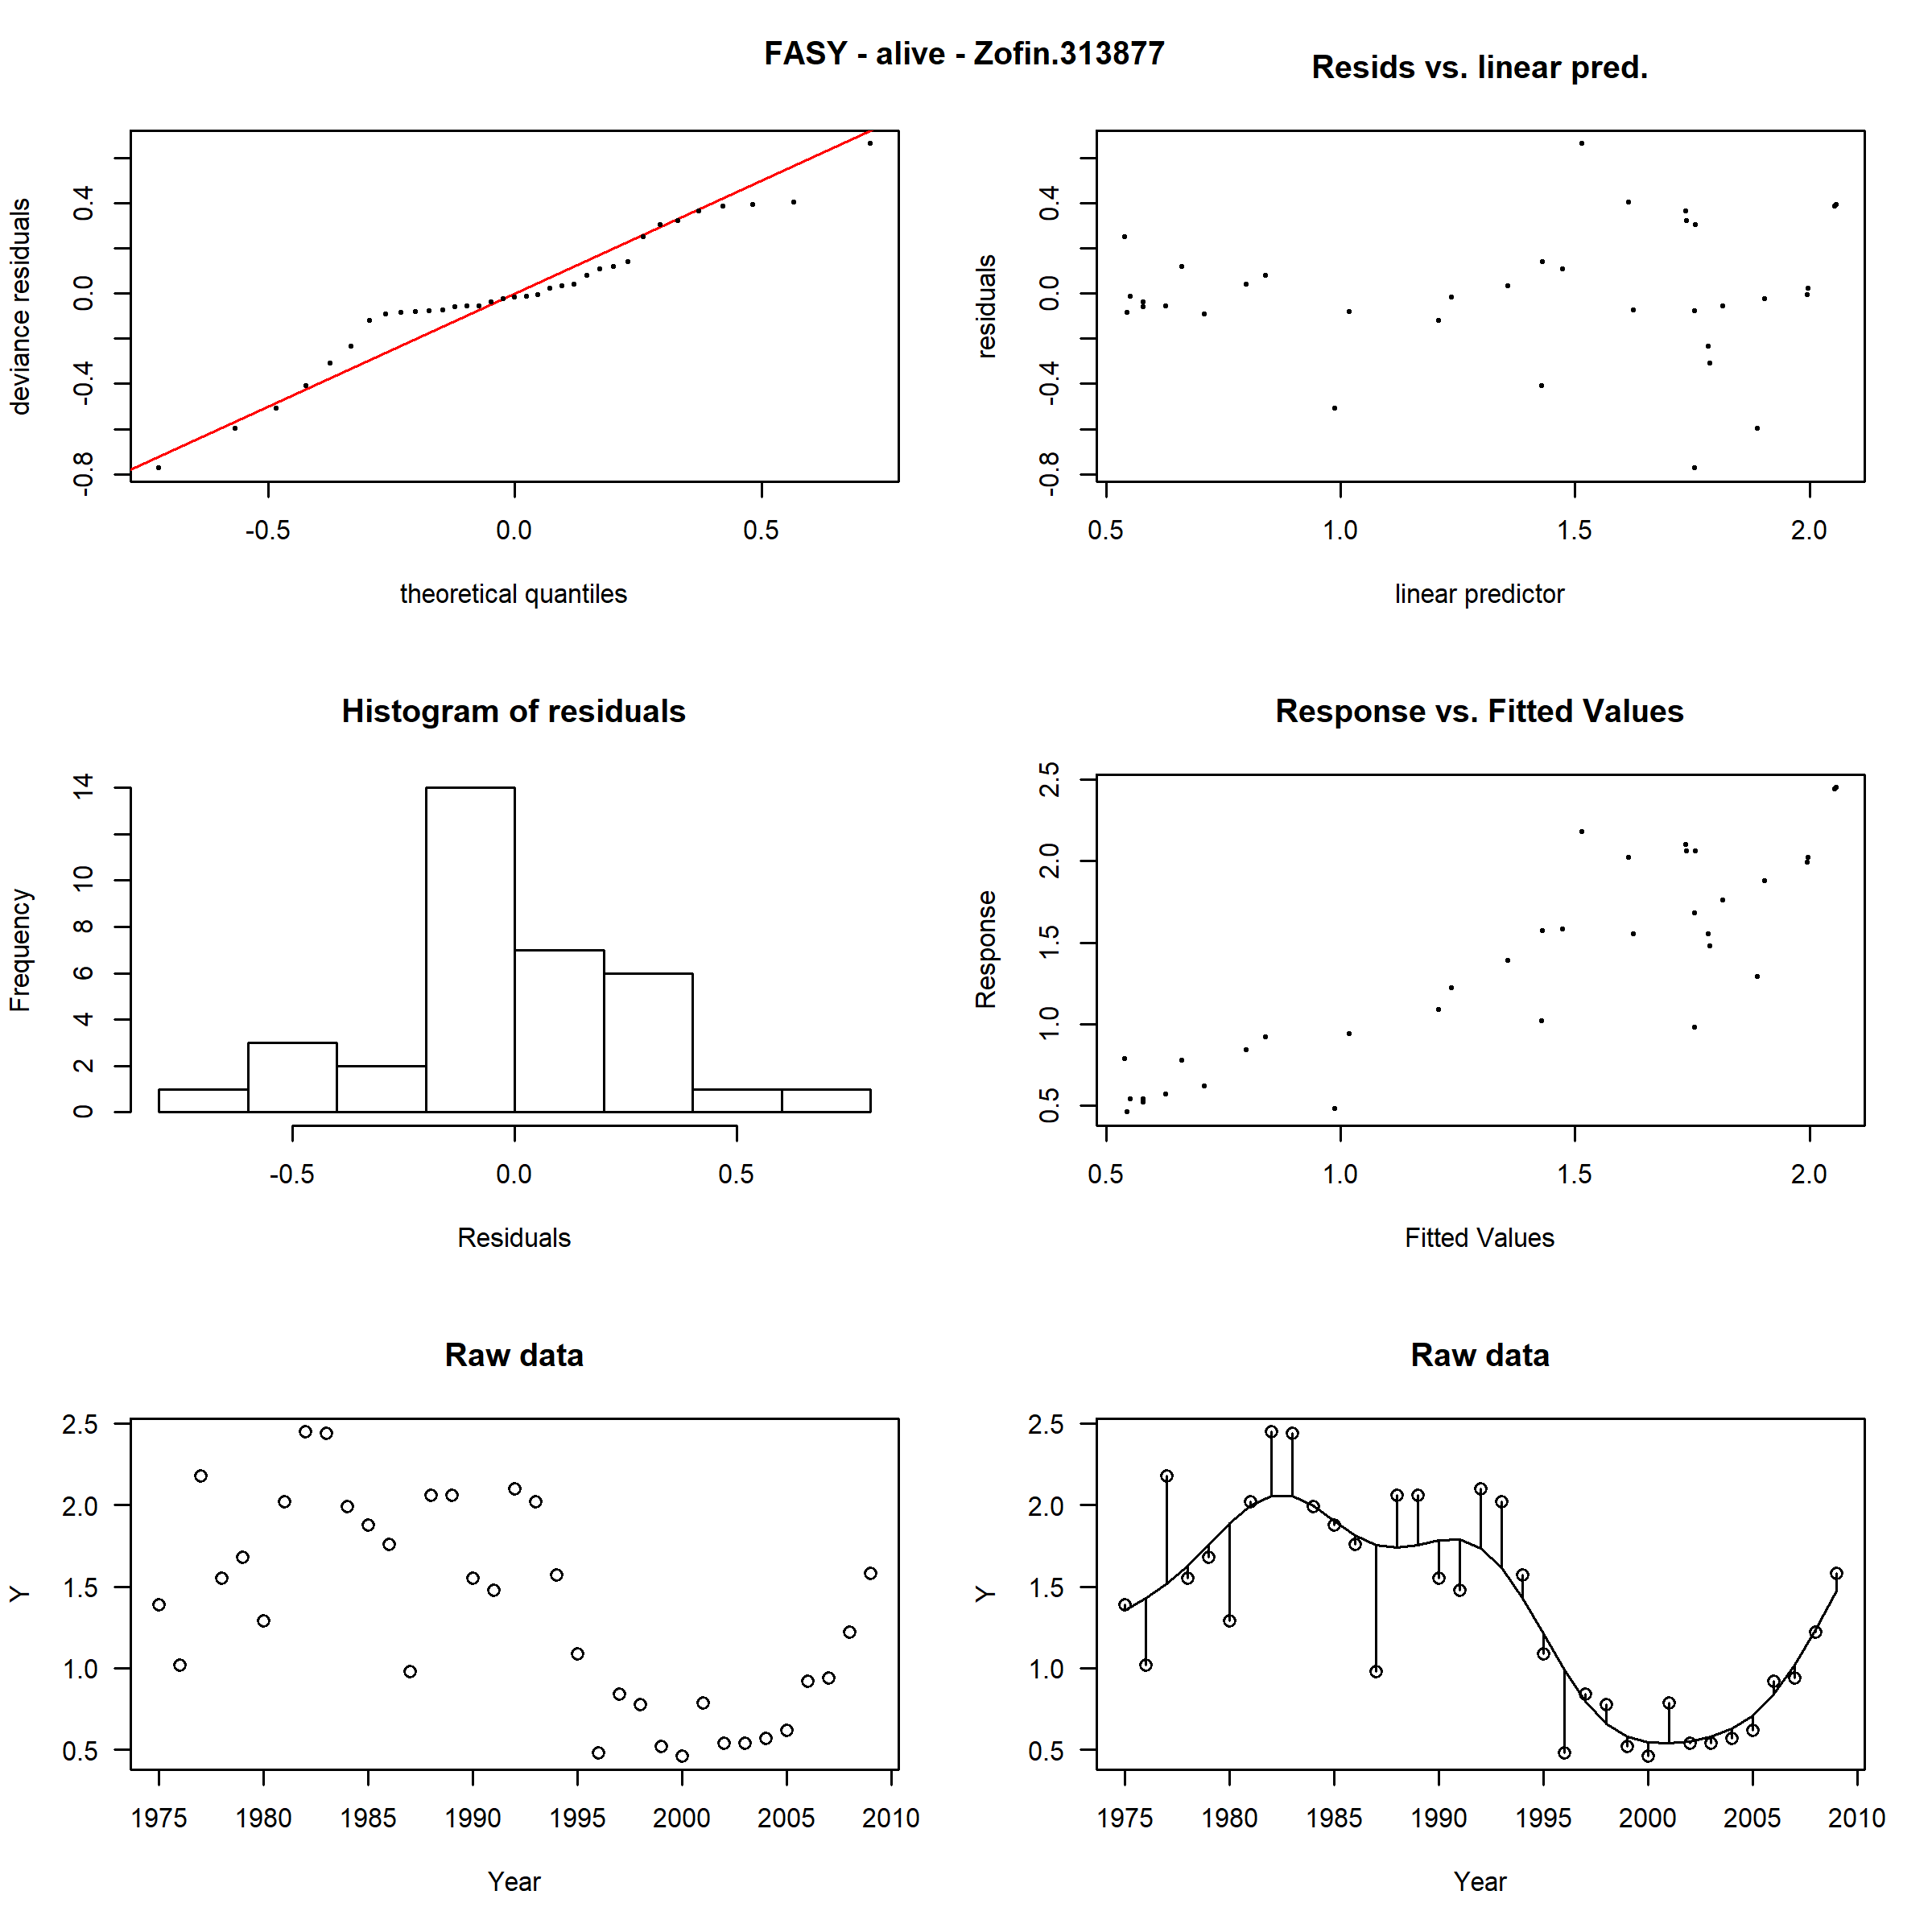 FASY - alive - Zofin.313877
Resids vs. linear pred.
deviance residuals
-0.8 -0.4 0.0 0.4
-0.5 0.0 0.5
theoretical quantiles
residuals
-0.8 -0.4 0.0 0.4
0.5 1.0 1.5 2.0
linear predictor
Histogram of residuals
Frequency
0 2 4 6 8 10 14
-0.5 0.0 0.5
Residuals
Response vs. Fitted Values
Response
0.5 1.0 1.5 2.0 2.5
0.5 1.0 1.5 2.0
Fitted Values
Raw data
Y
2.5
2.0
1.5
1.0
0.5
1975 1980 1985 1990 1995 2000 2005 2010
Year
Raw data
Y
2.5
2.0
1.5
1.0
0.5
1975 1980 1985 1990 1995 2000 2005 2010
Year